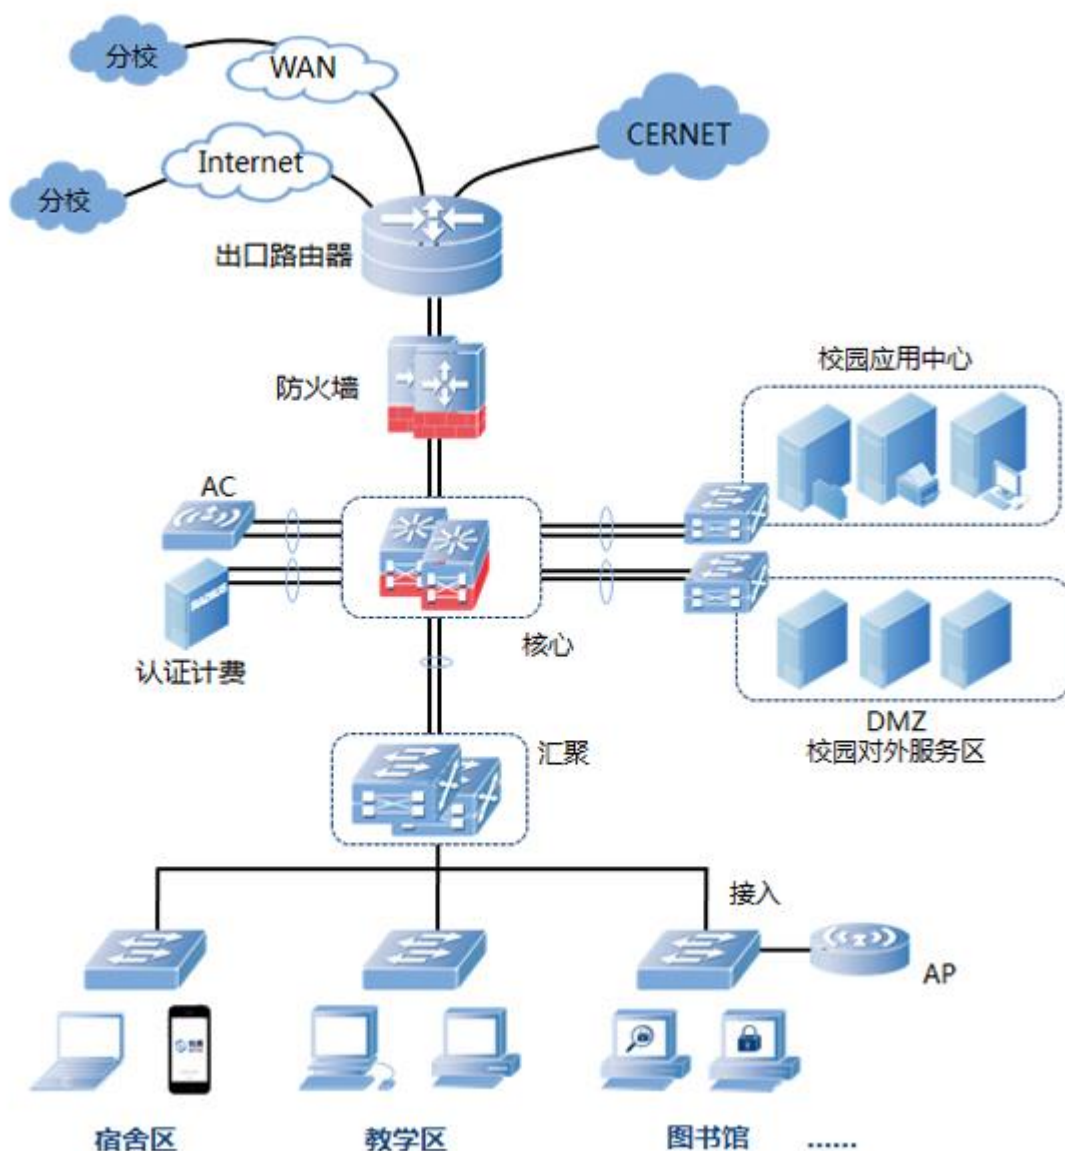 分校
WAN
CERNET
Internet
分校
出口路由器
防火墙
校园应用中心
AC
核心
认证计费
DMZ
校园对外服务区
汇聚
接入
AP
宿舍区
教学区
图书馆
......